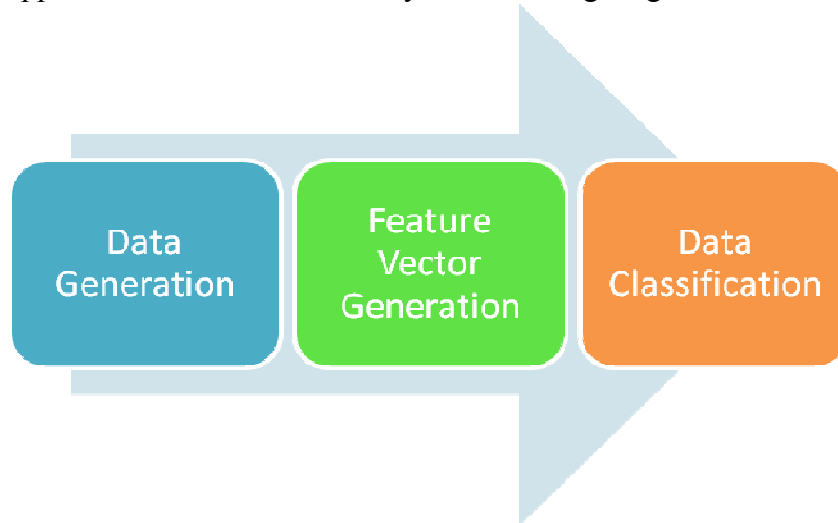 Data
Generation
Feature
Vector
Generation
Data
Classification